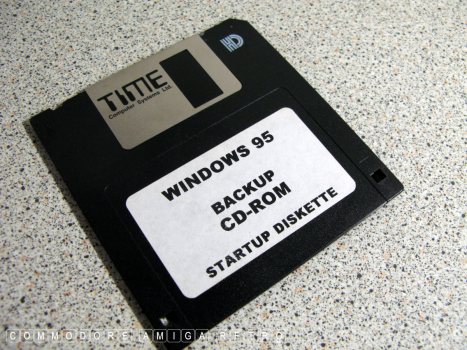 HD
TIME
Computer Systems Ltd.
WINDOWS 95
BACKUP
CD-ROM
STARTUP DISKETTE
COMMODORE AMIGA RETRO